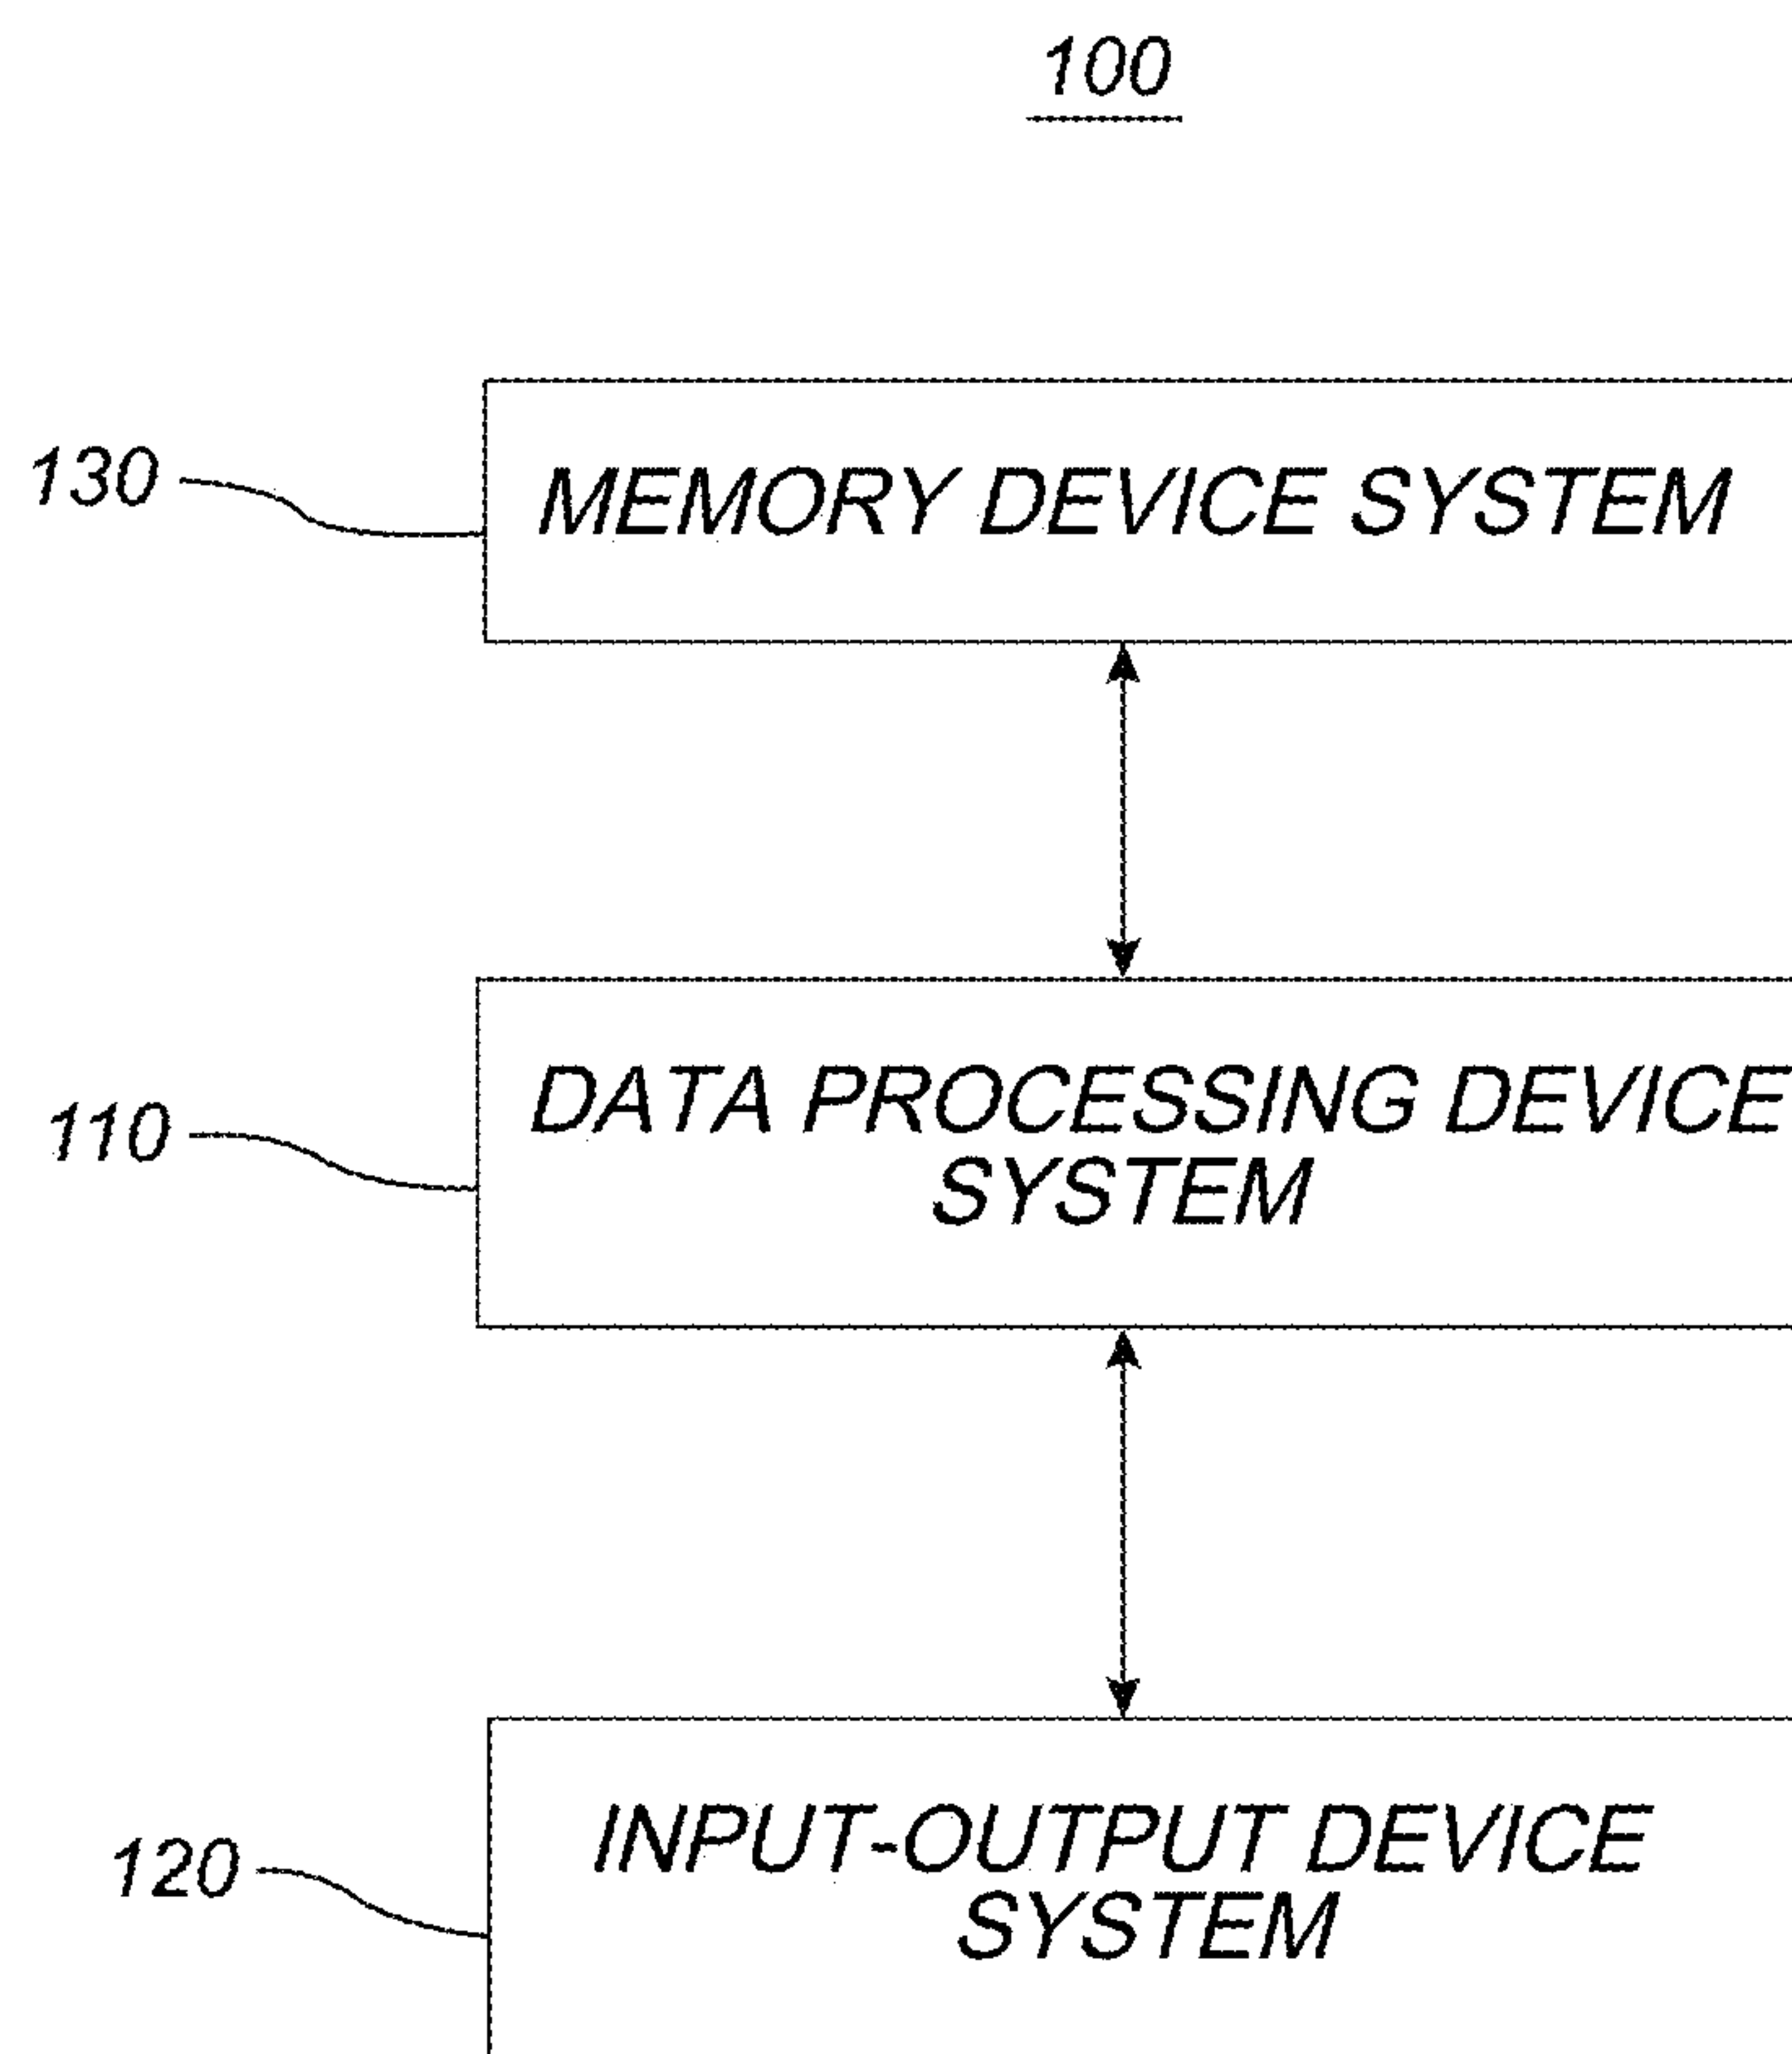 100
130
MEMORY DEVICE SYSTEM
110
DATA PROCESSING DEVICE
SYSTEM
120
INPUT-OUTPUT DEVICE
SYSTEM